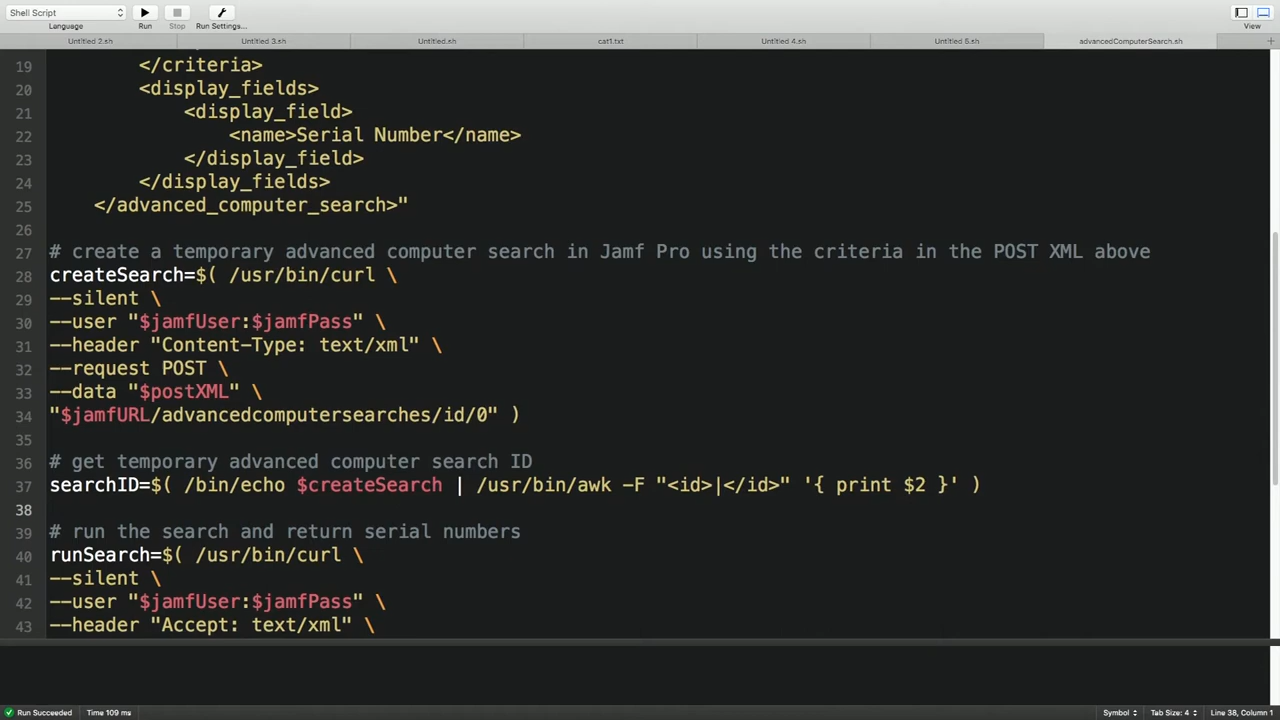 Shell Script
Language
Run
Stop
Run Settings...
View
Untitled 2.sh
Untitled 3.sh
Untitled.sh
cat1.txt
Untitled 4.sh
Untitled 5.sh
advancedComputerSearch.sh
19 </criteria>
20 <display_fields>
21 <display_field>
22 <name>Serial Number</name>
23 </display_field>
24 </display_fields>
25 </advanced_computer_search>"
26
27 # create a temporary advanced computer search in Jamf Pro using the criteria in the POST XML above
28 createSearch=$( /usr/bin/curl \
29 --silent \
30 --user "$jamfUser:$jamfPass" \
31 --header "Content-Type: text/xml" \
32 --request POST \
33 --data "$postXML" \
34 "$jamfURL/advancedcomputersearches/id/0" )
35
36 # get temporary advanced computer search ID
37 searchID=$( /bin/echo $createSearch | /usr/bin/awk -F "<id>|</id>" '{ print $2 }' )
38
39 # run the search and return serial numbers
40 runSearch=$( /usr/bin/curl \
41 --silent \
42 --user "$jamfUser:$jamfPass" \
43 --header "Accept: text/xml" \
Run Succeeded
Time 109 ms
Symbol
Tab Size: 4
Line 38, Column 1